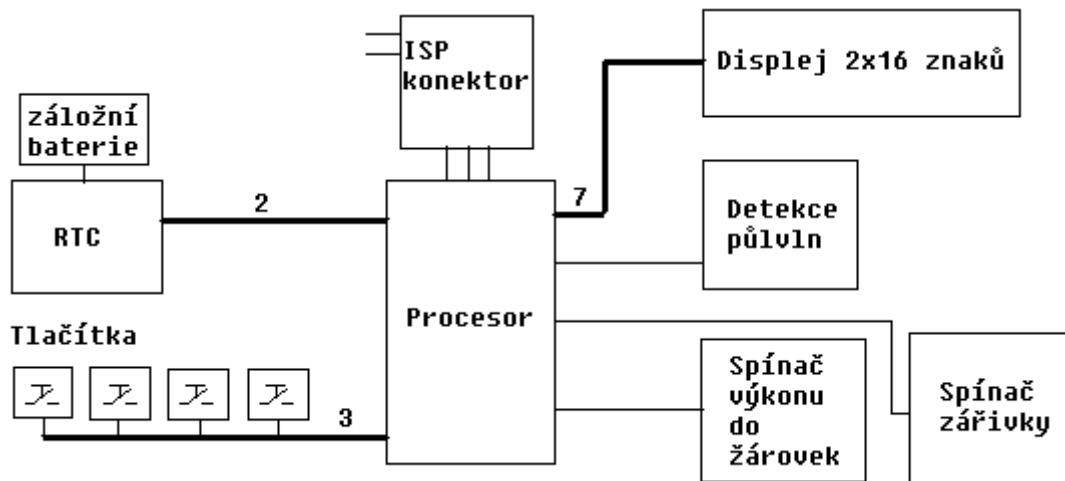 ISP
konektor
Displej 2x16 znaků
záložní
baterie
2
7
RTC
Detekce
půlvln
Procesor
Tlačítka
3
Spínač
výkonu
do
žárovek
Spínač
zářivky